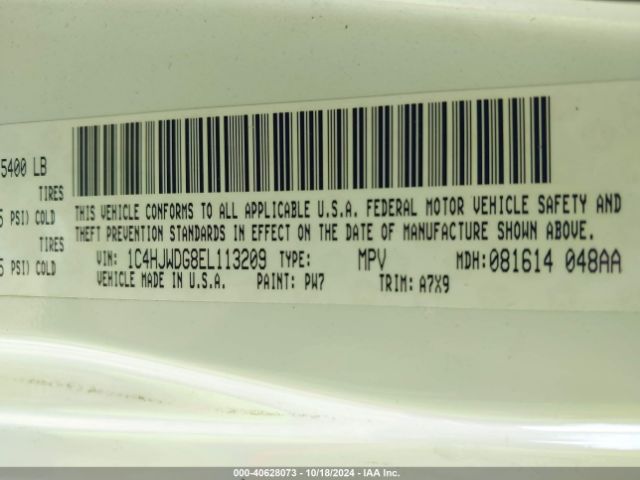 5400 LB
TIRES
5 PSI) COLD
TIRES
5 PSI) COLD
THIS VEHICLE CONFORMS TO ALL APPLICABLE U.S.A. FEDERAL MOTOR VEHICLE SAFETY AND
THEFT PREVENTION STANDARDS IN EFFECT ON THE DATE OF MANUFACTURE SHOWN ABOVE.
VIN: 1C4HJWDG8EL113209 TYPE: MPV MDH:081614 048AA
VEHICLE MADE IN U.S.A. PAINT: PW7 TRIM: A7X9
000-40628073 - 10/18/2024 - IAA Inc.